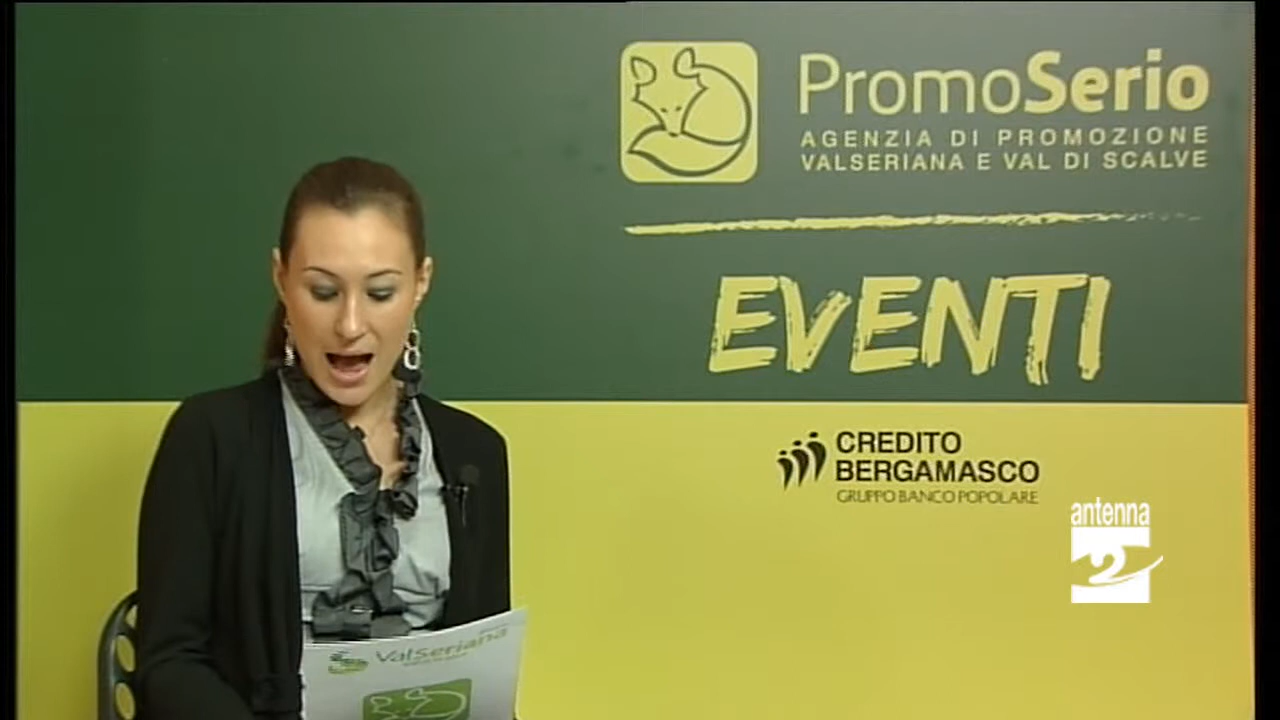 PromoSerio
AGENZIA DI PROMOZIONE
VALSERIANA E VAL DI SCALVE
EVENTI
CREDITO
BERGAMASCO
GRUPPO BANCO POPOLARE
antenna
2
ValSeriana